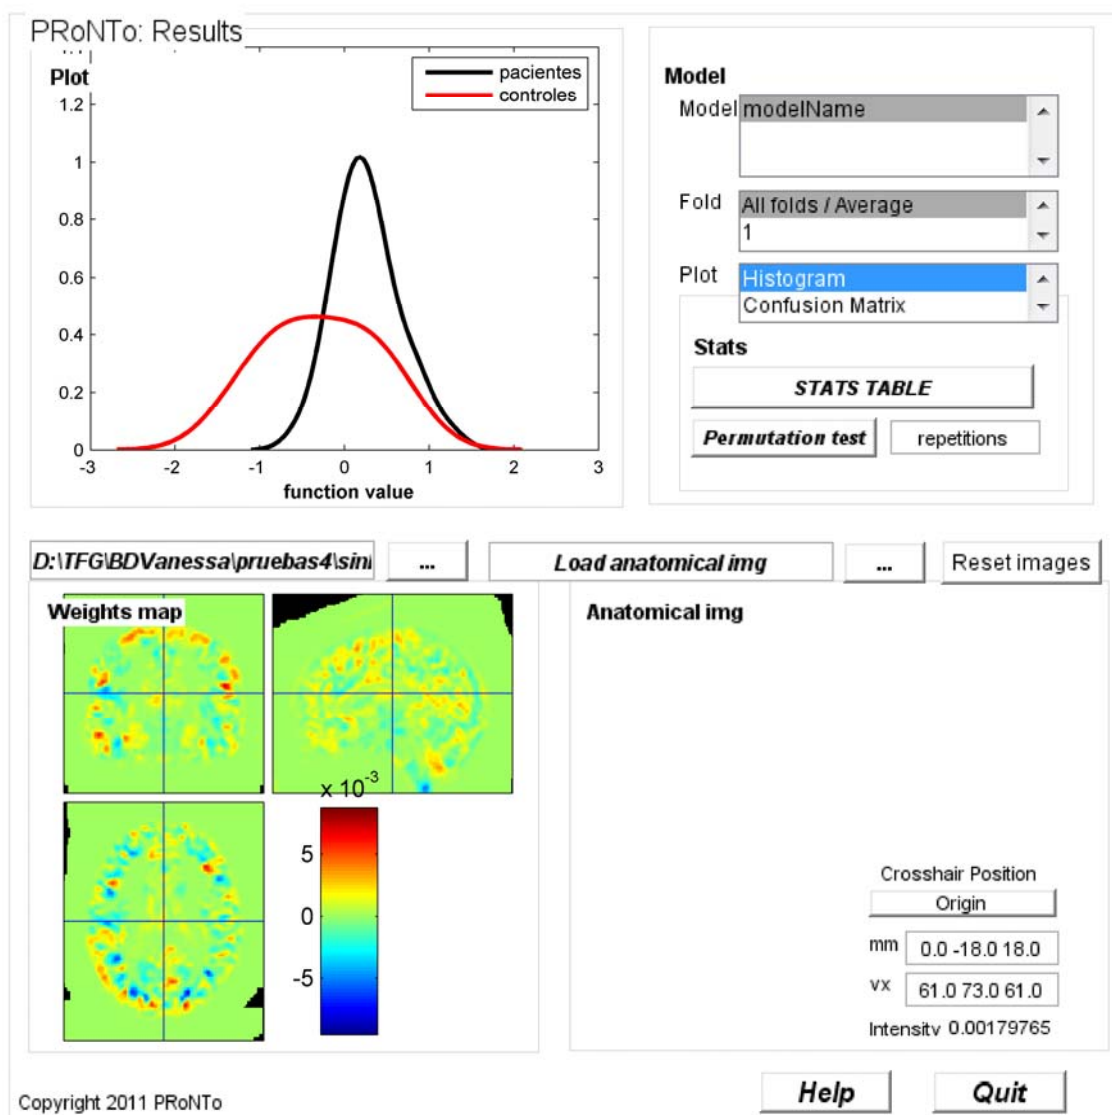 PRoNTo: Results
Plot
pacientes
controles
1.2
1
0.8
0.6
0.4
0.2
0
-3 -2 -1 0 1 2 3
function value
Model
Model modelName
Fold All folds / Average
1
Plot Histogram
Confusion Matrix
Stats
STATS TABLE
Permutation test repetitions
D:\TFG\BDVanessa\pruebas4\sin
... Load anatomical img ... Reset images
Weights map
Anatomical img
x 10-3
5
0
-5
Crosshair Position
Origin
mm 0.0 -18.0 18.0
vx 61.0 73.0 61.0
Intensity 0.00179765
Help Quit
Copyright 2011 PRoNTo